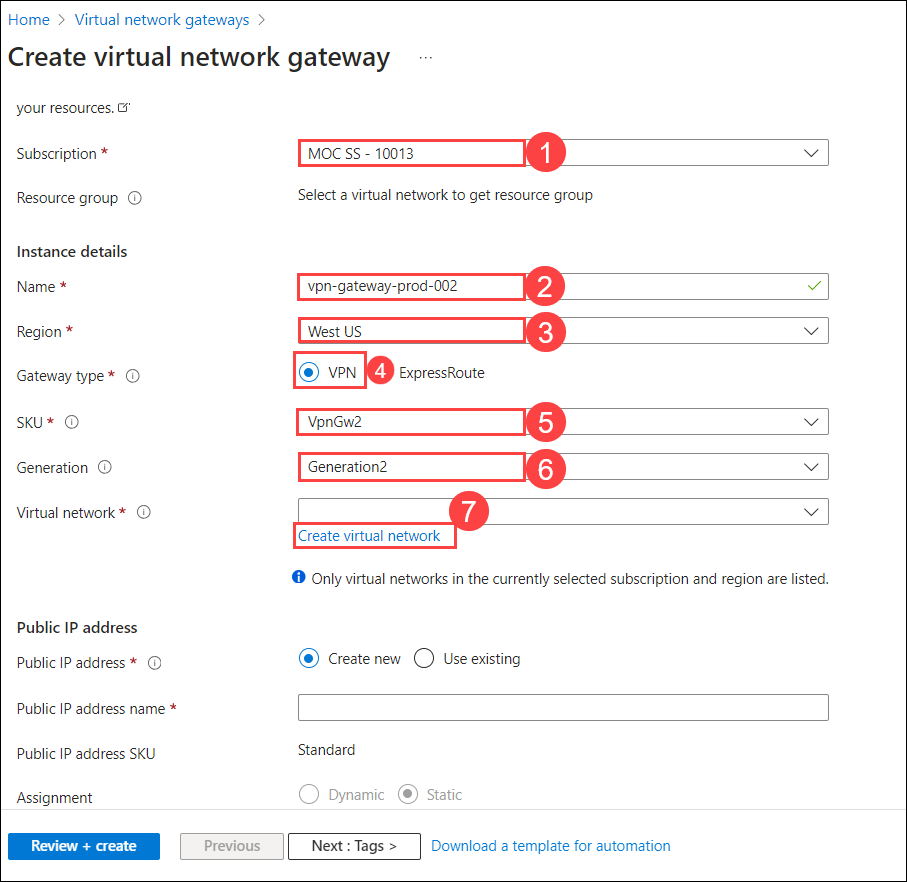 Home > Virtual network gateways >
Create virtual network gateway ...
your resources.
Subscription * MOC SS - 10013 1
Resource group Select a virtual network to get resource group
Instance details
Name * vpn-gateway-prod-002 2
Region * West US 3
Gateway type * VPN 4 ExpressRoute
SKU * VpnGw2 5
Generation Generation2 6
Virtual network * 7
Create virtual network
Only virtual networks in the currently selected subscription and region are listed.
Public IP address
Public IP address * Create new Use existing
Public IP address name *
Public IP address SKU Standard
Assignment Dynamic Static
Review + create Previous Next : Tags > Download a template for automation